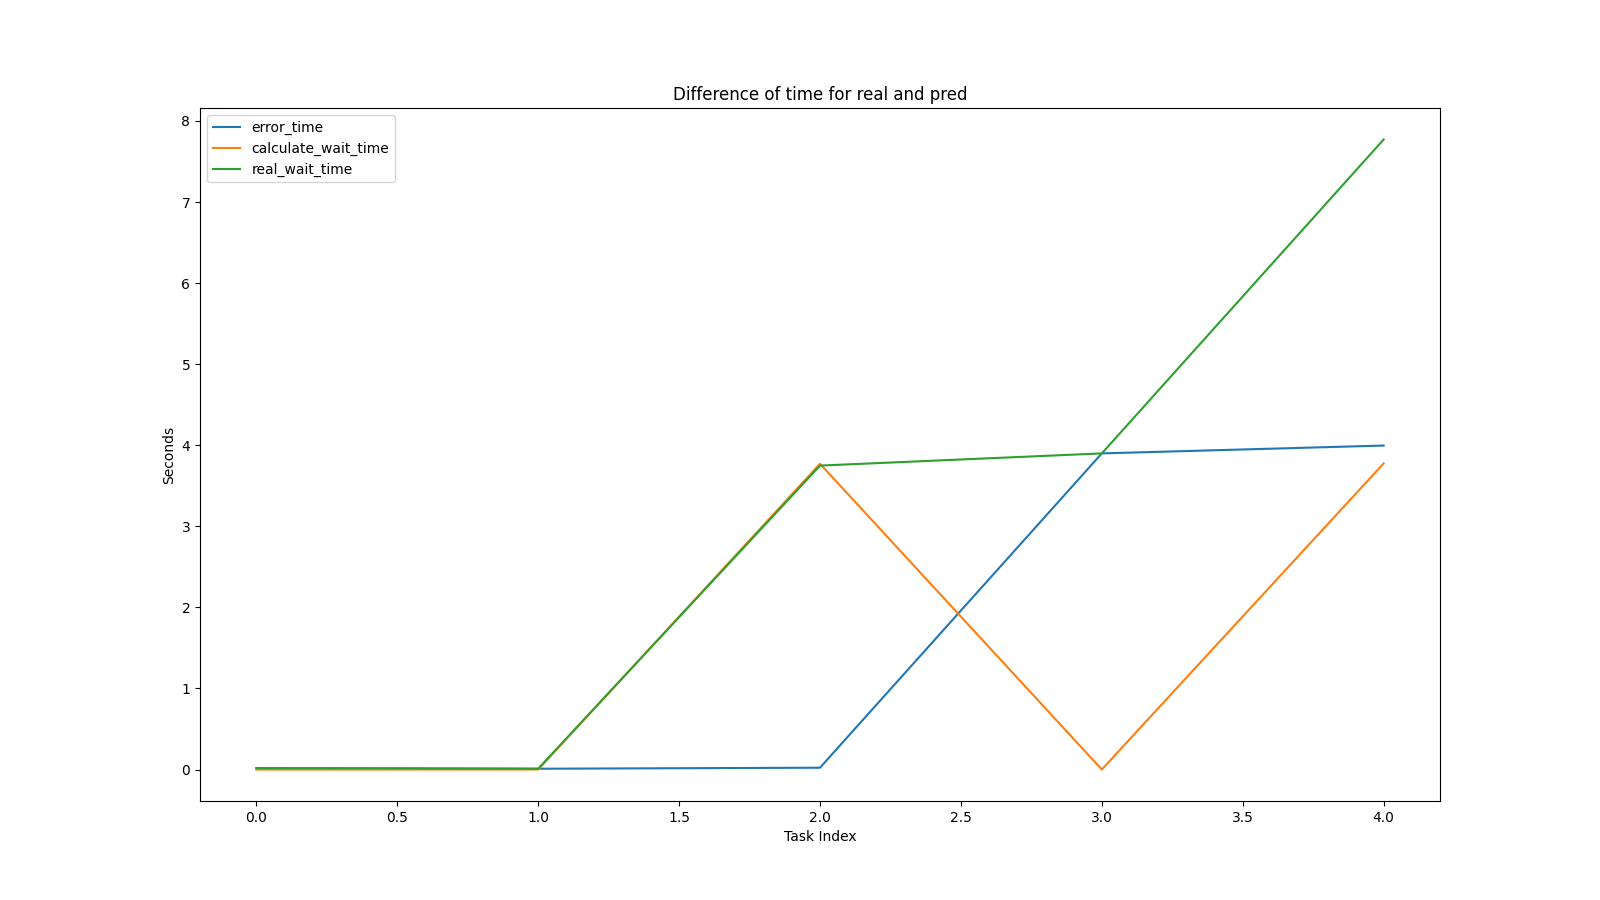 Difference of time for real and pred
error_time
calculate_wait_time
real_wait_time
8
7
6
5
4
3
2
1
0
Seconds
0.0 0.5 1.0 1.5 2.0 2.5 3.0 3.5 4.0
Task Index